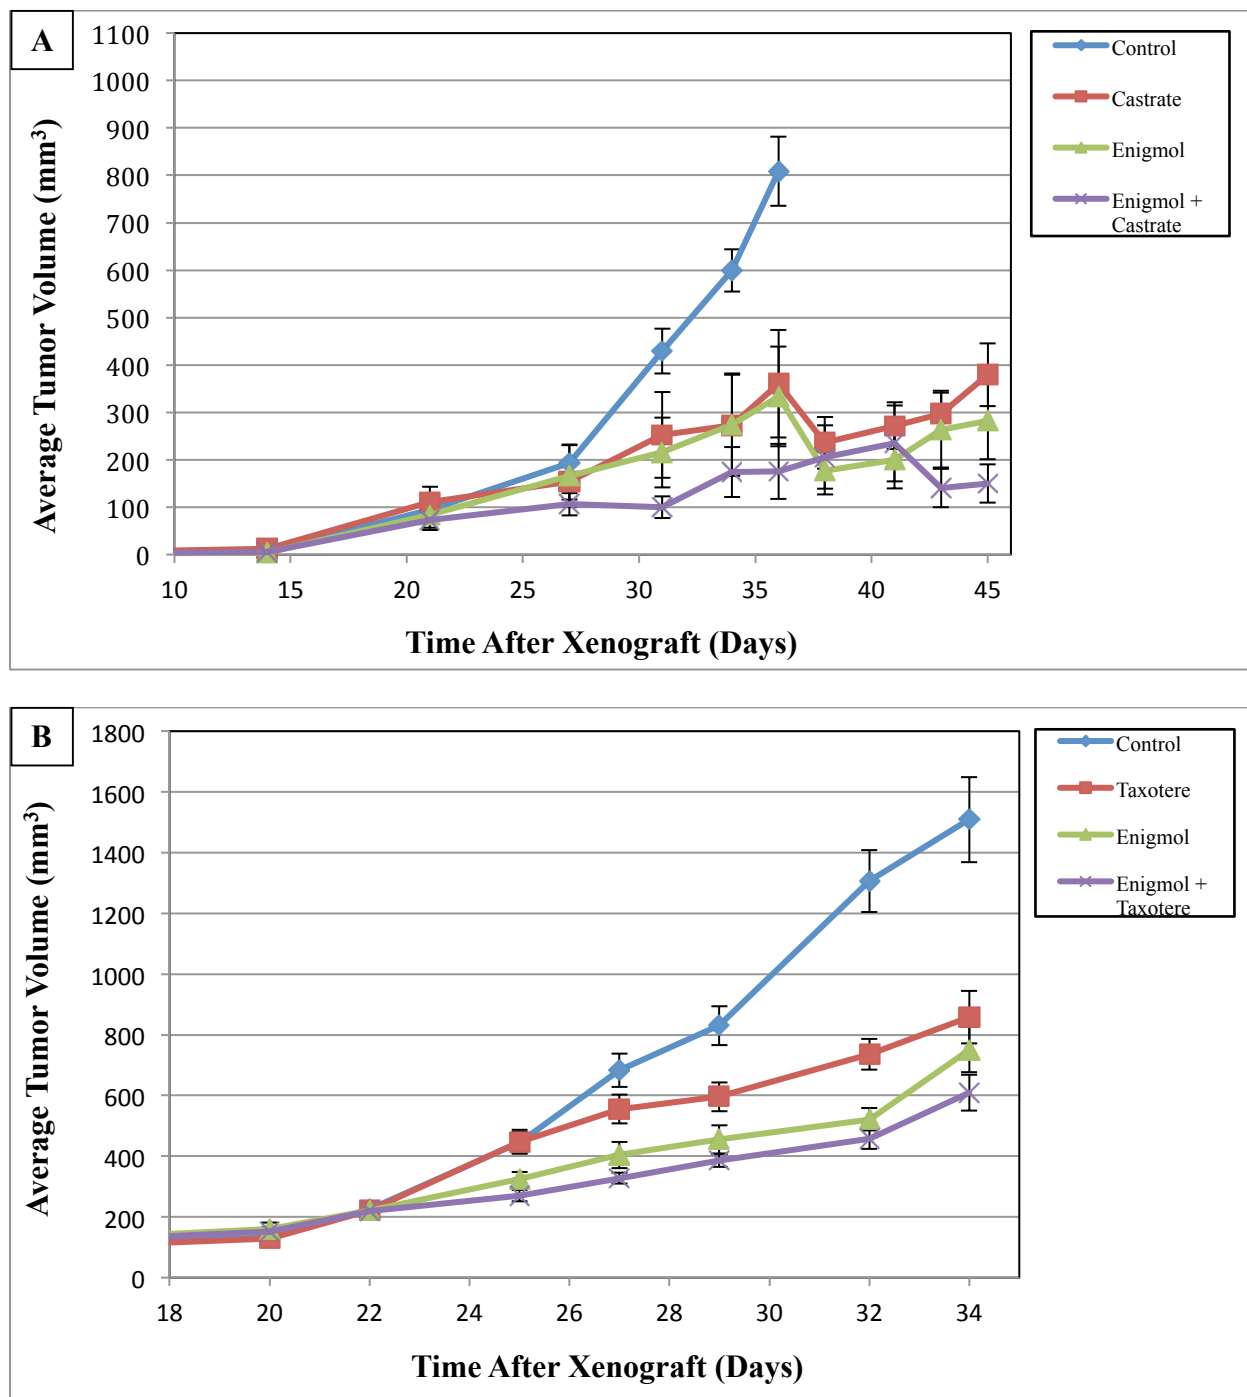 A
1100
1000
900
800
700
600
500
400
300
200
100
0
10 15 20 25 30 35 40 45
Average Tumor Volume (mm³)
Time After Xenograft (Days)
Control
Castrate
Enigmol
Enigmol +
Castrate
B
1800
1600
1400
1200
1000
800
600
400
200
0
18 20 22 24 26 28 30 32 34
Average Tumor Volume (mm³)
Time After Xenograft (Days)
Control
Taxotere
Enigmol
Enigmol +
Taxotere